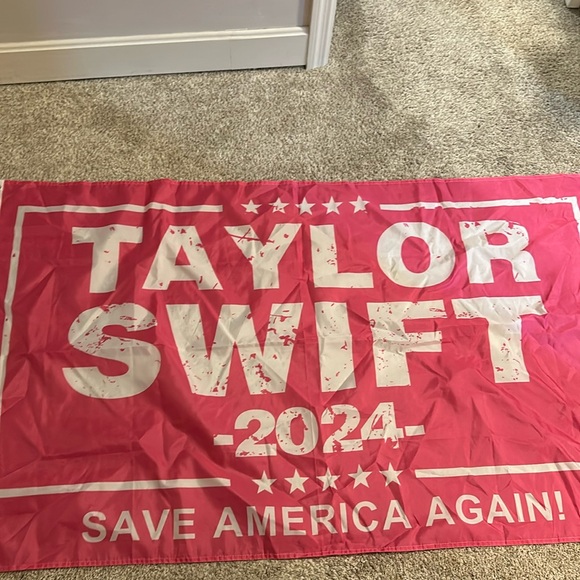 TAYLOR
SWIFT
-2024-
SAVE AMERICA AGAIN!